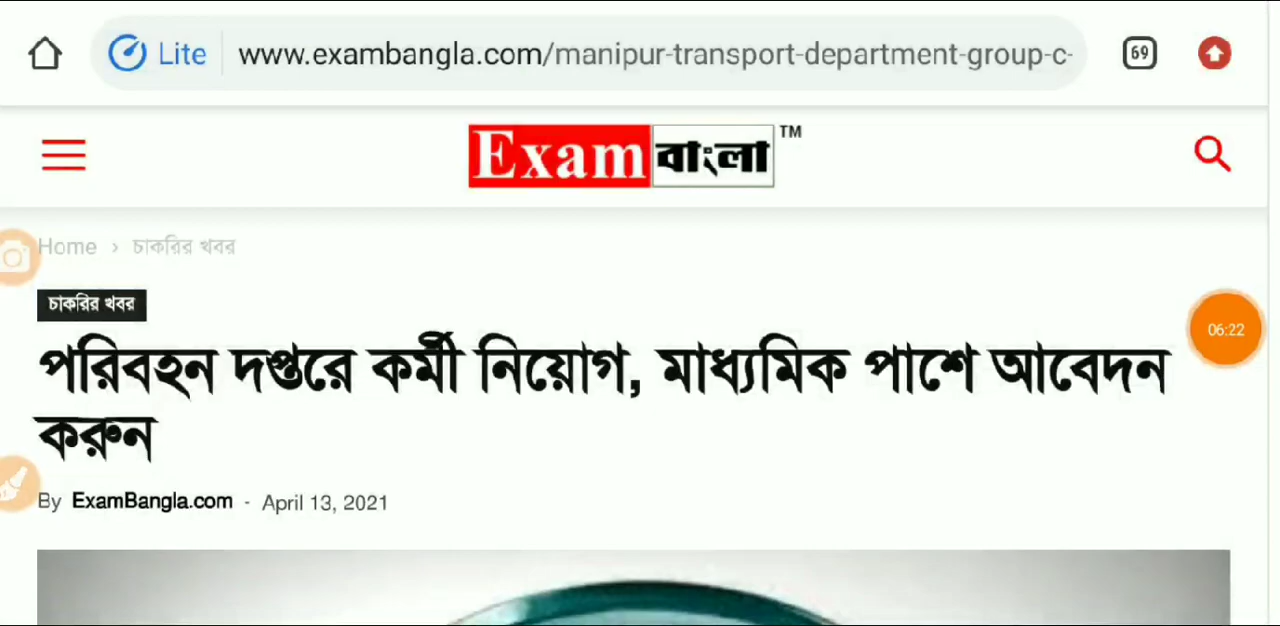 Lite
www.exambangla.com/manipur-transport-department-group-c-
69
Exam বাংলা TM
Home › চাকরির খবর
চাকরির খবর
06:22
পরিবহন দপ্তরে কর্মী নিয়োগ, মাধ্যমিক পাশে আবেদন
করুন
By ExamBangla.com - April 13, 2021